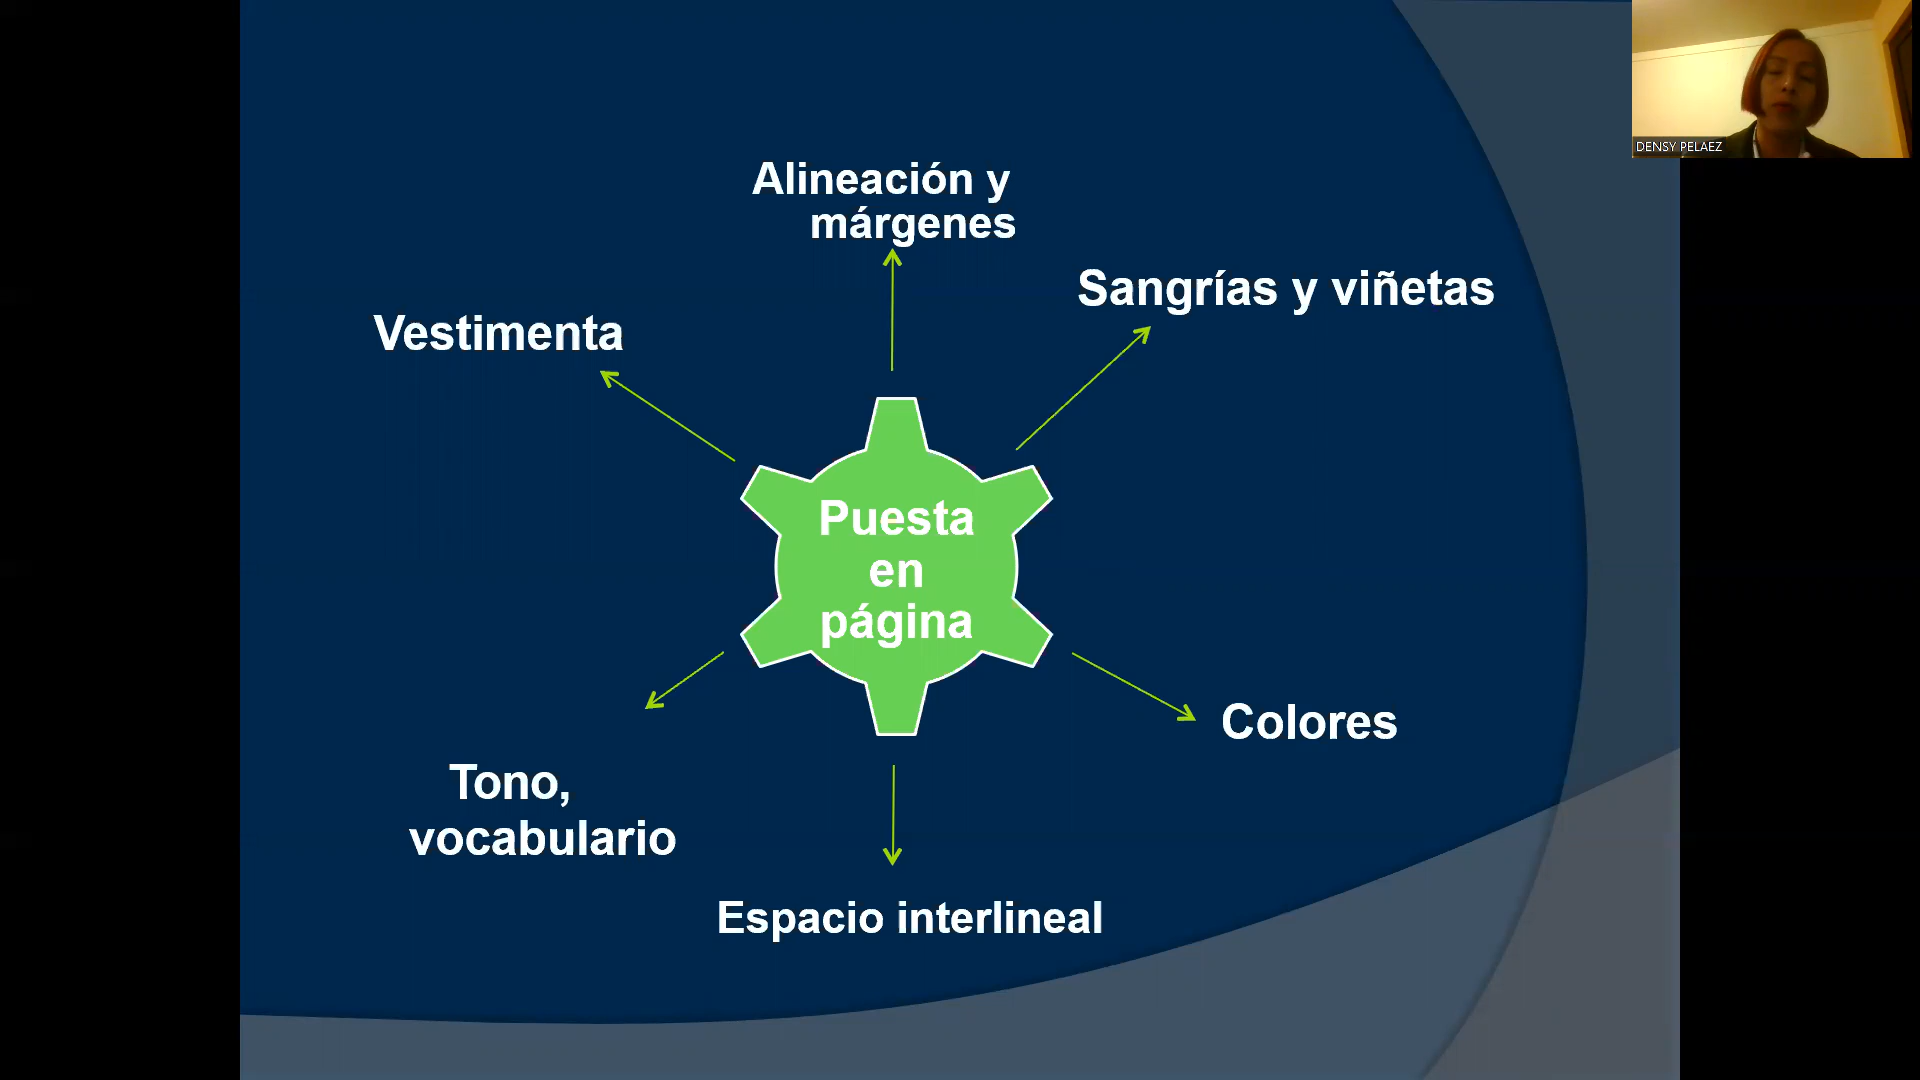 DENSY PELAEZ
Alineación y
márgenes
Sangrías y viñetas
Vestimenta
Puesta
en
página
Colores
Tono,
vocabulario
Espacio interlineal